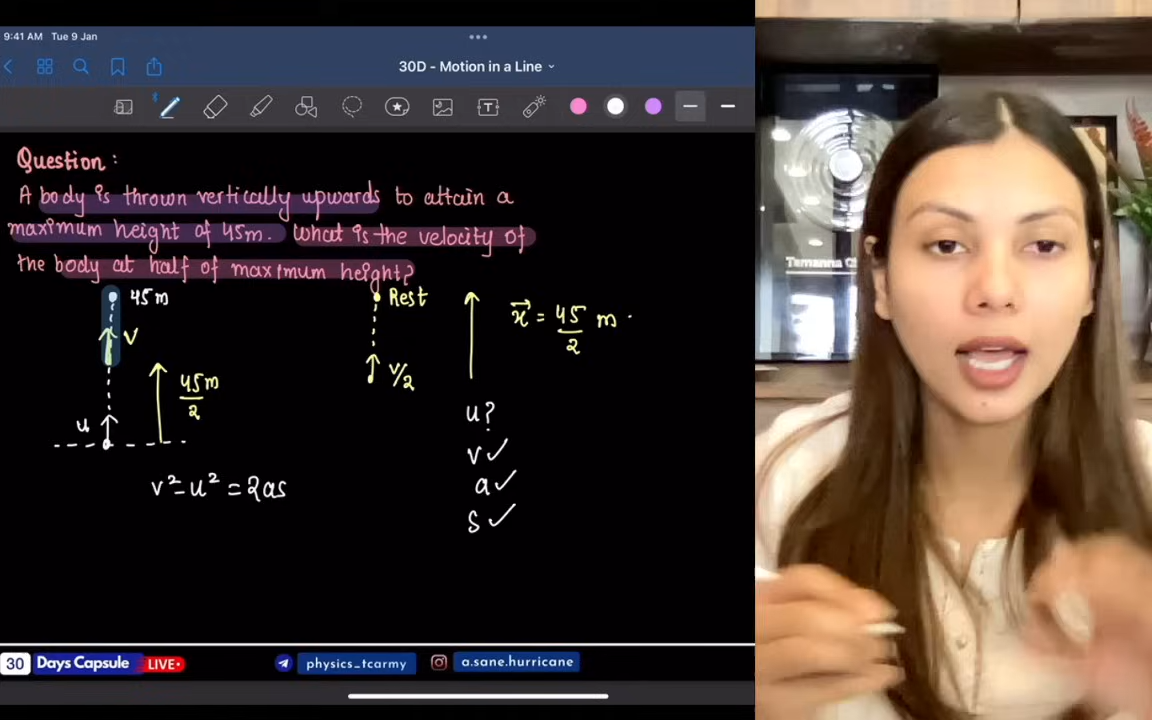 9:41 AM Tue 9 Jan
30D - Motion in a Line
T
Question:
A body is thrown vertically upwards to attain a
maximum height of 45m. What is the velocity of
the body at half of maximum height?
45 m
V
45m
2
u
v² - u² = 2as
Rest
V/2
x⃗ = 45 m
2
u?
v ✓
a ✓
s ✓
30 Days Capsule LIVE
physics_tcarmy
a.sane.hurricane